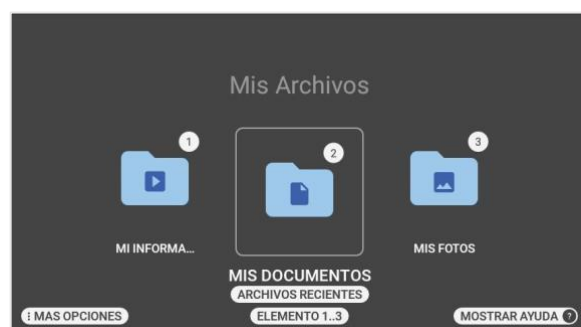 Mis Archivos
1
2
3
MI INFORMA...
MIS DOCUMENTOS
MIS FOTOS
ARCHIVOS RECIENTES
⋮ MAS OPCIONES
ELEMENTO 1..3
MOSTRAR AYUDA ?